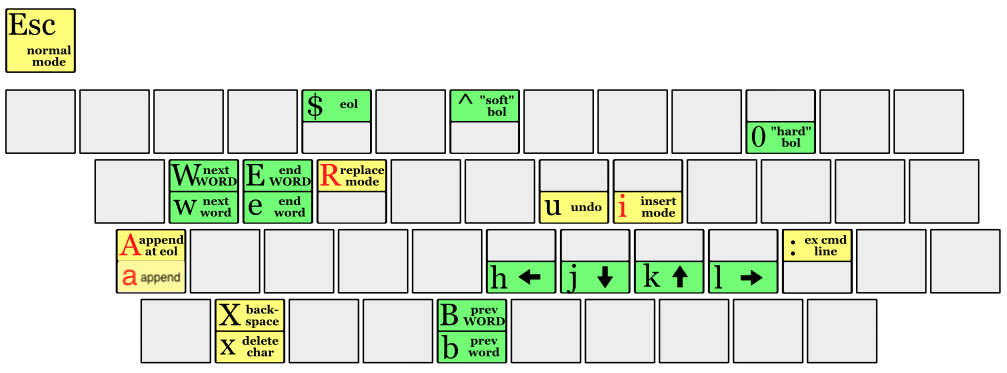 Esc normal mode
$ eol
^ "soft" bol
0 "hard" bol
W next WORD
E end WORD
R replace mode
w next word
e end word
u undo
i insert mode
A append at eol
: ex cmd line
a append
h ←
j ↓
k ↑
l →
X back-space
B prev WORD
x delete char
b prev word